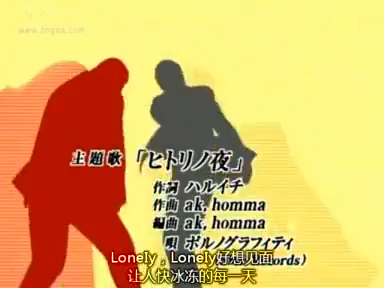 主題歌「ヒトリノ夜」
作詞 ハルイチ
作曲 ak, homma
編曲 ak, homma
唄 ポルノグラフィティ
Lonely，Lonely好想见面
让人快冰冻的每一天